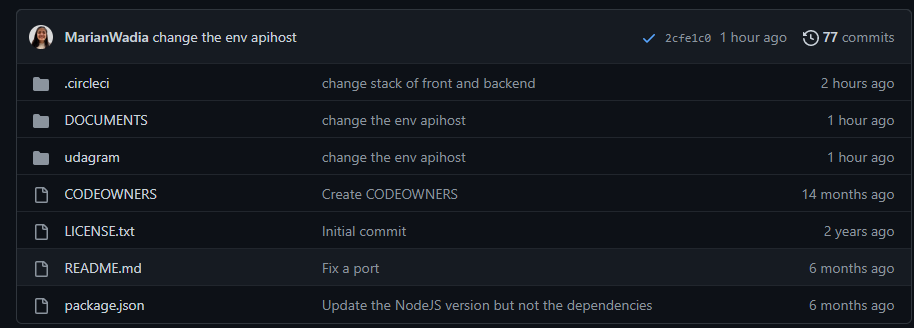 MarianWadia change the env apihost 2cfe1c0 1 hour ago 77 commits
.circleci change stack of front and backend 2 hours ago
DOCUMENTS change the env apihost 1 hour ago
udagram change the env apihost 1 hour ago
CODEOWNERS Create CODEOWNERS 14 months ago
LICENSE.txt Initial commit 2 years ago
README.md Fix a port 6 months ago
package.json Update the NodeJS version but not the dependencies 6 months ago